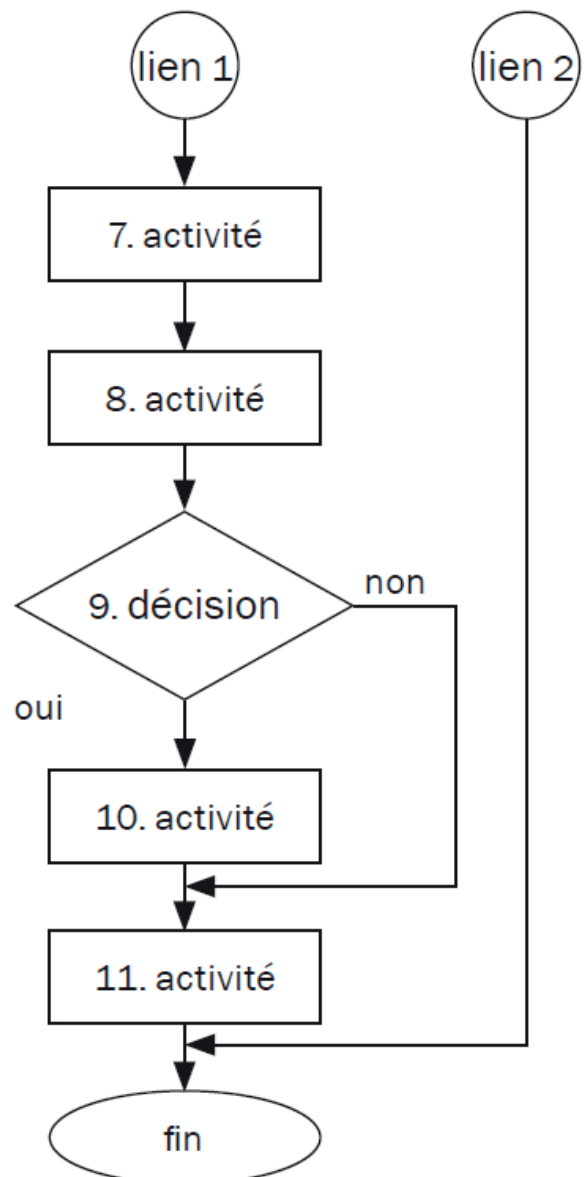 lien 1
lien 2
7. activité
8. activité
9. décision
non
oui
10. activité
11. activité
fin